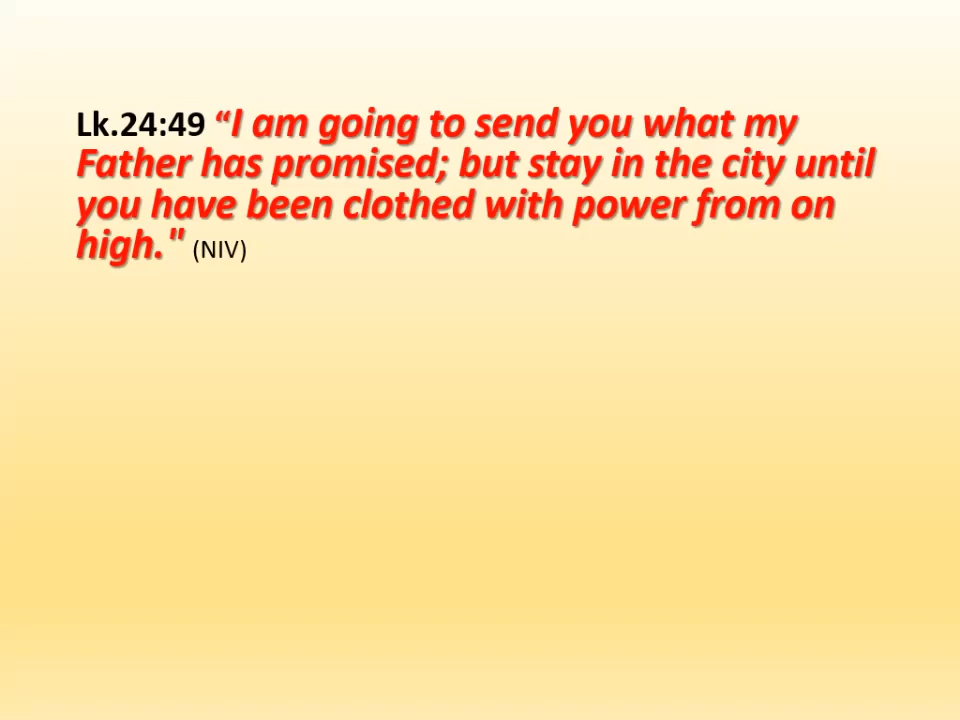 Lk.24:49 “I am going to send you what my
Father has promised; but stay in the city until
you have been clothed with power from on
high." (NIV)